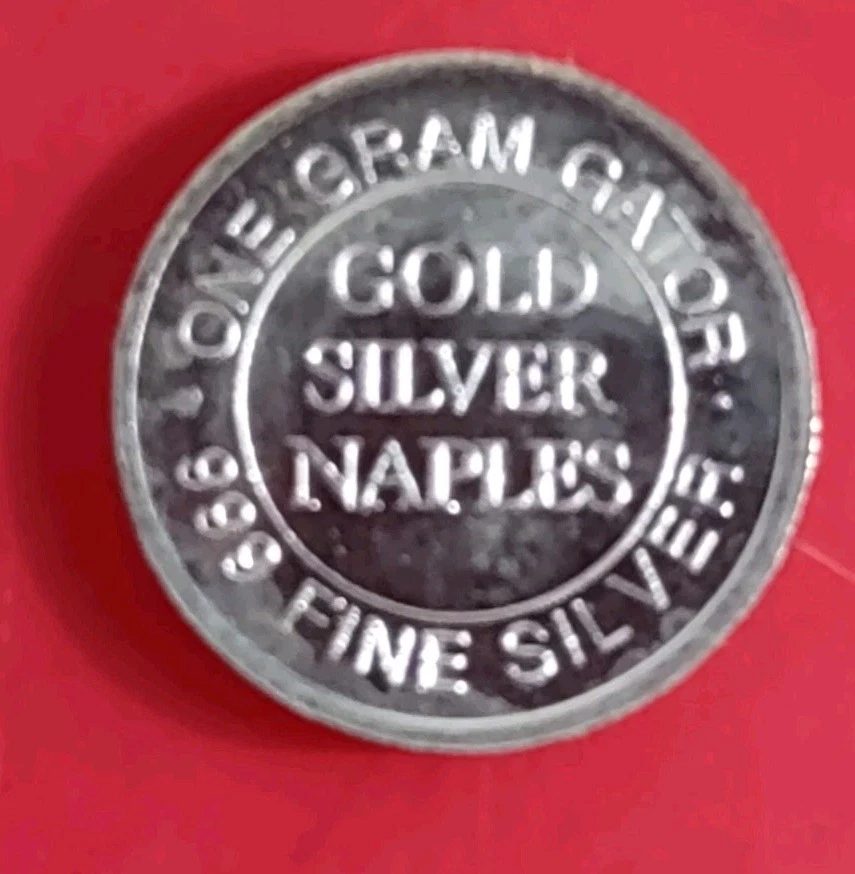 ONE GRAM GATOR
GOLD
SILVER
NAPLES
999 FINE SILVER